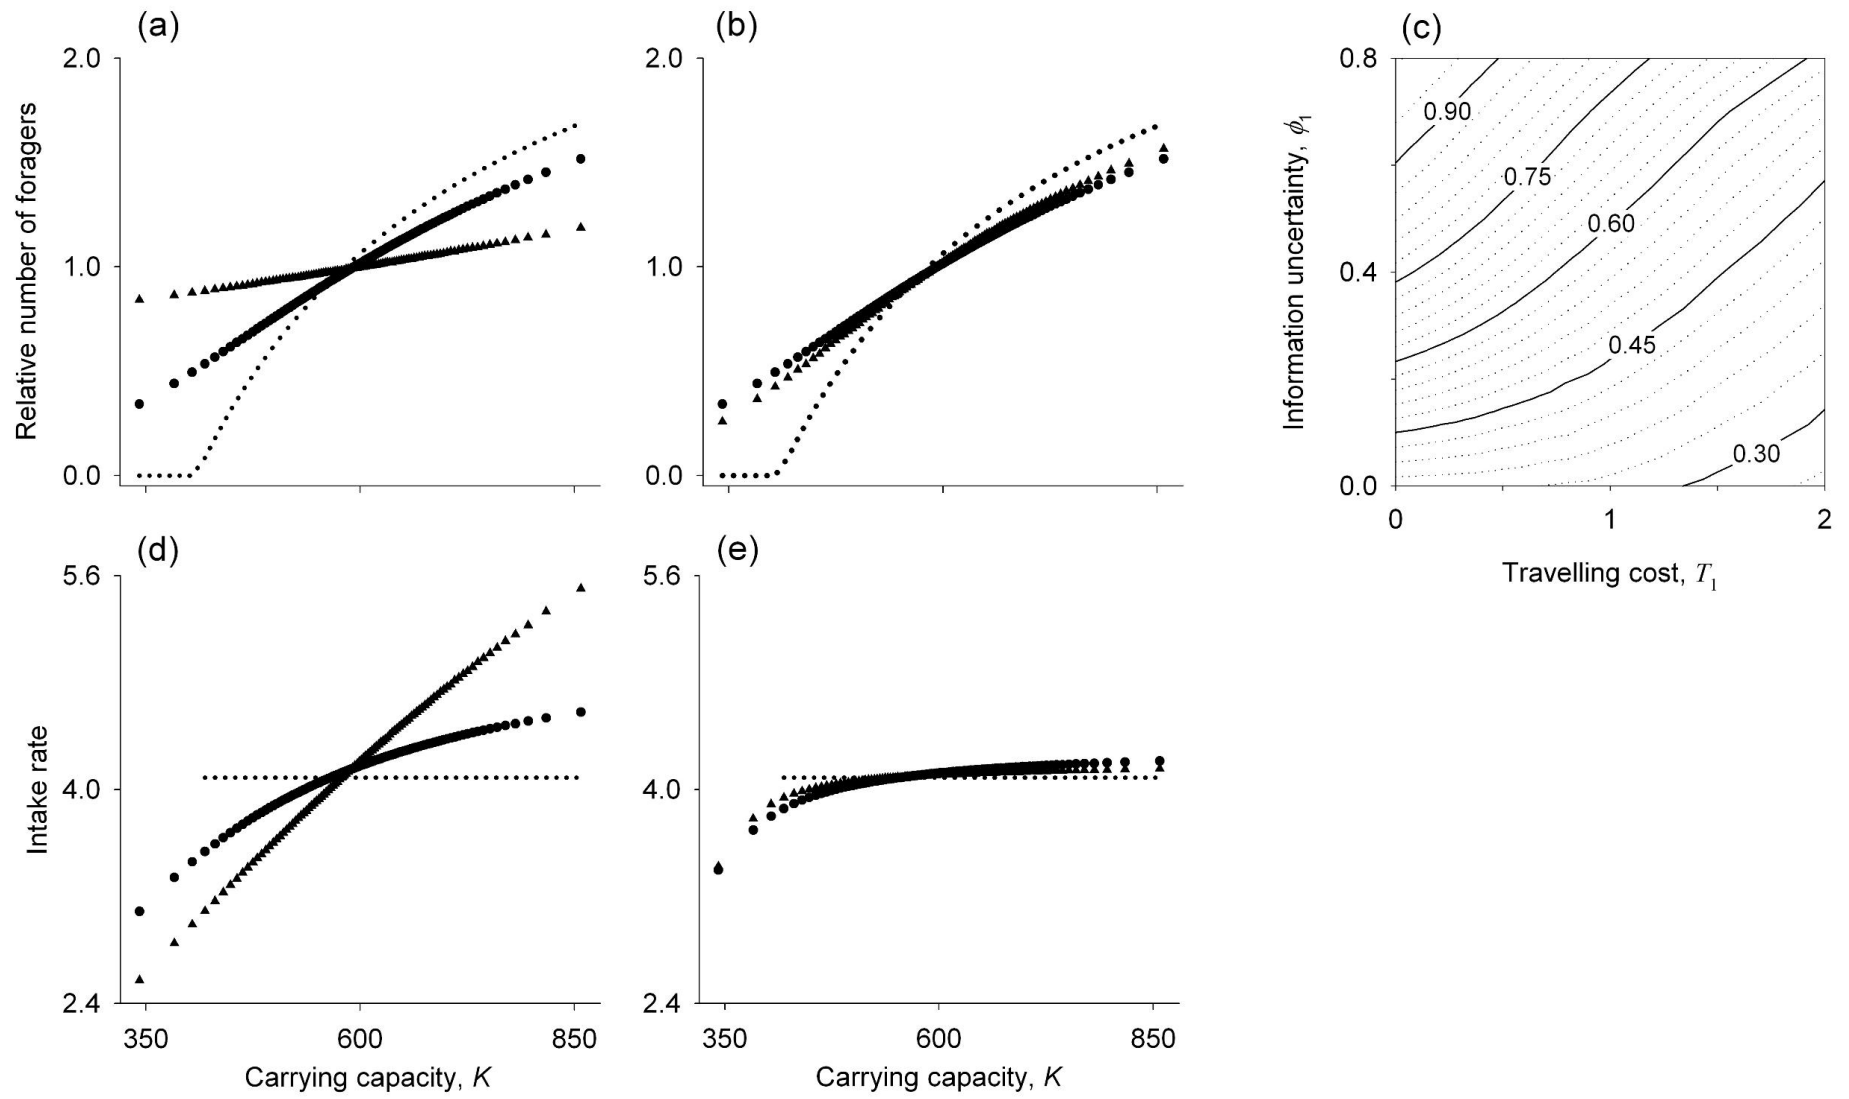 (a)
(b)
(c)
2.0
1.0
0.0
Relative number of foragers
2.0
1.0
0.0
0.8
0.4
0.0
Information uncertainty, ϕ1
0.90
0.75
0.60
0.45
0.30
0
1
2
Travelling cost, T1
(d)
(e)
5.6
4.0
2.4
Intake rate
350
600
850
Carrying capacity, K
5.6
4.0
2.4
350
600
850
Carrying capacity, K